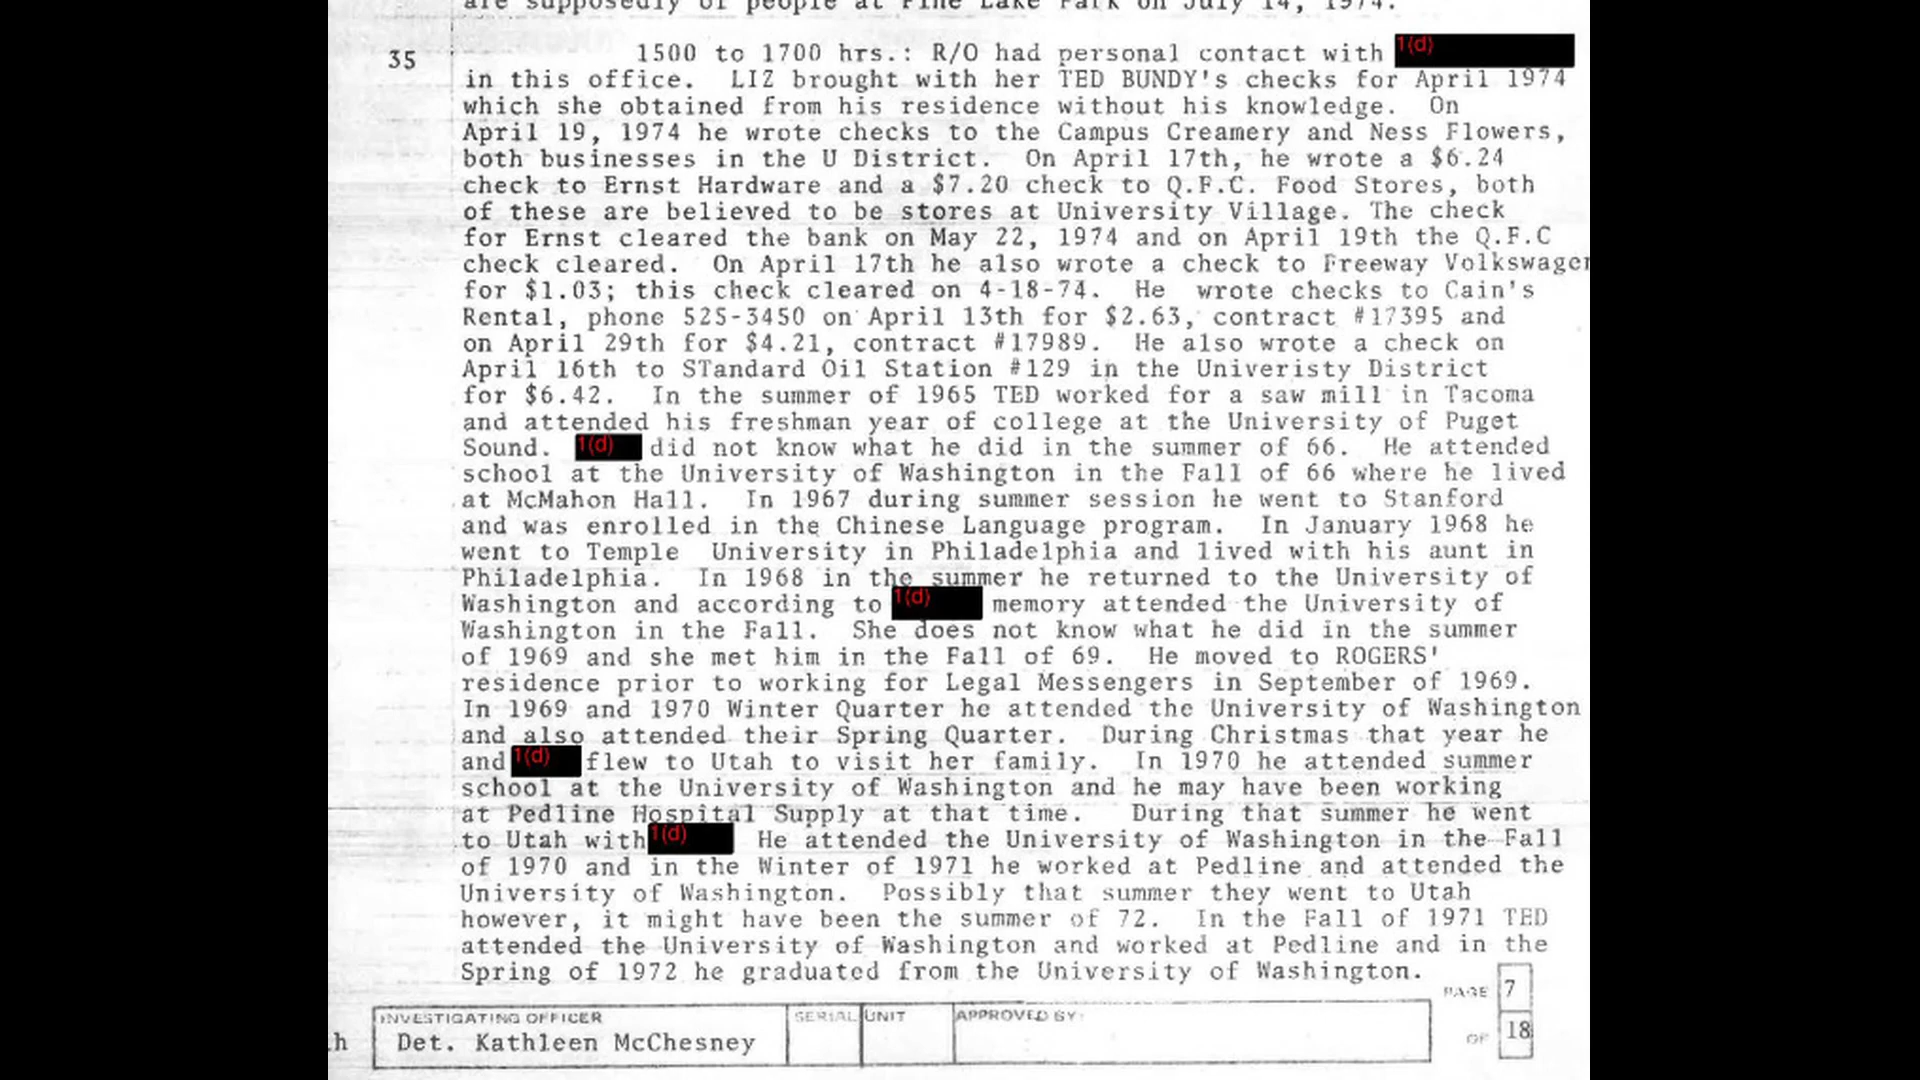 are supposedly of people at Pine Lake Park on July 14, 1974.
35 1500 to 1700 hrs.: R/O had personal contact with 1(d)
in this office. LIZ brought with her TED BUNDY's checks for April 1974
which she obtained from his residence without his knowledge. On
April 19, 1974 he wrote checks to the Campus Creamery and Ness Flowers,
both businesses in the U District. On April 17th, he wrote a $6.24
check to Ernst Hardware and a $7.20 check to Q.F.C. Food Stores, both
of these are believed to be stores at University Village. The check
for Ernst cleared the bank on May 22, 1974 and on April 19th the Q.F.C
check cleared. On April 17th he also wrote a check to Freeway Volkswagen
for $1.03; this check cleared on 4-18-74. He wrote checks to Cain's
Rental, phone 525-3450 on April 13th for $2.63, contract #17395 and
on April 29th for $4.21, contract #17989. He also wrote a check on
April 16th to STandard Oil Station #129 in the Univeristy District
for $6.42. In the summer of 1965 TED worked for a saw mill in Tacoma
and attended his freshman year of college at the University of Puget
Sound. 1(d) did not know what he did in the summer of 66. He attended
school at the University of Washington in the Fall of 66 where he lived
at McMahon Hall. In 1967 during summer session he went to Stanford
and was enrolled in the Chinese Language program. In January 1968 he
went to Temple University in Philadelphia and lived with his aunt in
Philadelphia. In 1968 in the summer he returned to the University of
Washington and according to 1(d) memory attended the University of
Washington in the Fall. She does not know what he did in the summer
of 1969 and she met him in the Fall of 69. He moved to ROGERS'
residence prior to working for Legal Messengers in September of 1969.
In 1969 and 1970 Winter Quarter he attended the University of Washington
and also attended their Spring Quarter. During Christmas that year he
and 1(d) flew to Utah to visit her family. In 1970 he attended summer
school at the University of Washington and he may have been working
at Pedline Hospital Supply at that time. During that summer he went
to Utah with 1(d) He attended the University of Washington in the Fall
of 1970 and in the Winter of 1971 he worked at Pedline and attended the
University of Washington. Possibly that summer they went to Utah
however, it might have been the summer of 72. In the Fall of 1971 TED
attended the University of Washington and worked at Pedline and in the
Spring of 1972 he graduated from the University of Washington.
PAGE 7
OF 18
INVESTIGATING OFFICER SERIAL UNIT APPROVED BY:
Det. Kathleen McChesney